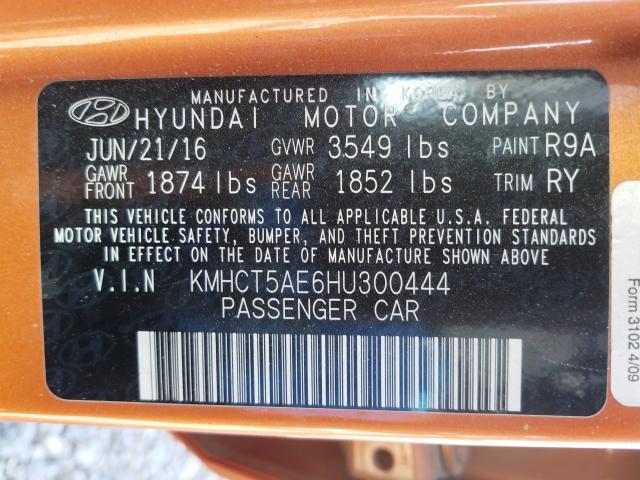 MANUFACTURED IN KOREA BY
HYUNDAI MOTOR COMPANY
JUN/21/16 GVWR 3549 lbs PAINT R9A
GAWR FRONT 1874 lbs GAWR REAR 1852 lbs TRIM RY
THIS VEHICLE CONFORMS TO ALL APPLICABLE U.S.A. FEDERAL
MOTOR VEHICLE SAFETY, BUMPER, AND THEFT PREVENTION STANDARDS
IN EFFECT ON THE DATE OF MANUFACTURE SHOWN ABOVE.
V.I.N KMHCT5AE6HU300444
PASSENGER CAR
Form 3102 4/09